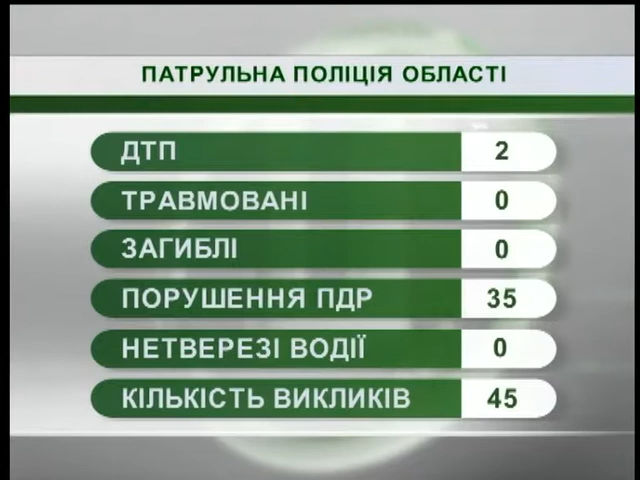 ПАТРУЛЬНА ПОЛІЦІЯ ОБЛАСТІ
ДТП 2
ТРАВМОВАНІ 0
ЗАГИБЛІ 0
ПОРУШЕННЯ ПДР 35
НЕТВЕРЕЗІ ВОДІЇ 0
КІЛЬКІСТЬ ВИКЛИКІВ 45